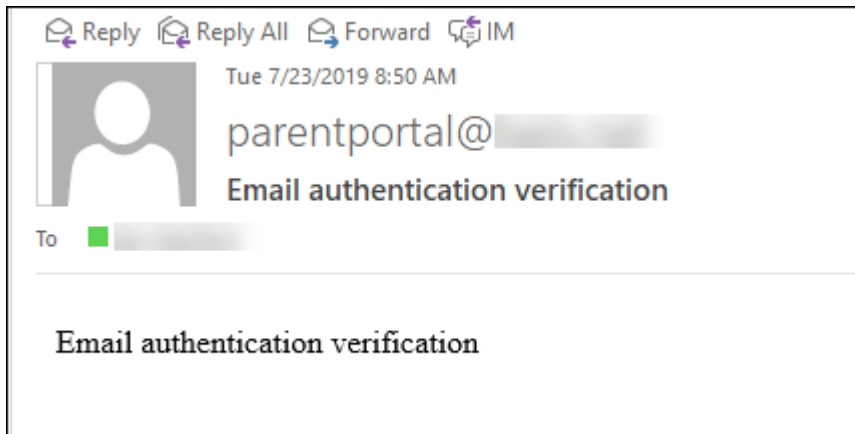 Reply Reply All Forward IM
Tue 7/23/2019 8:50 AM
parentportal@
Email authentication verification
To
Email authentication verification